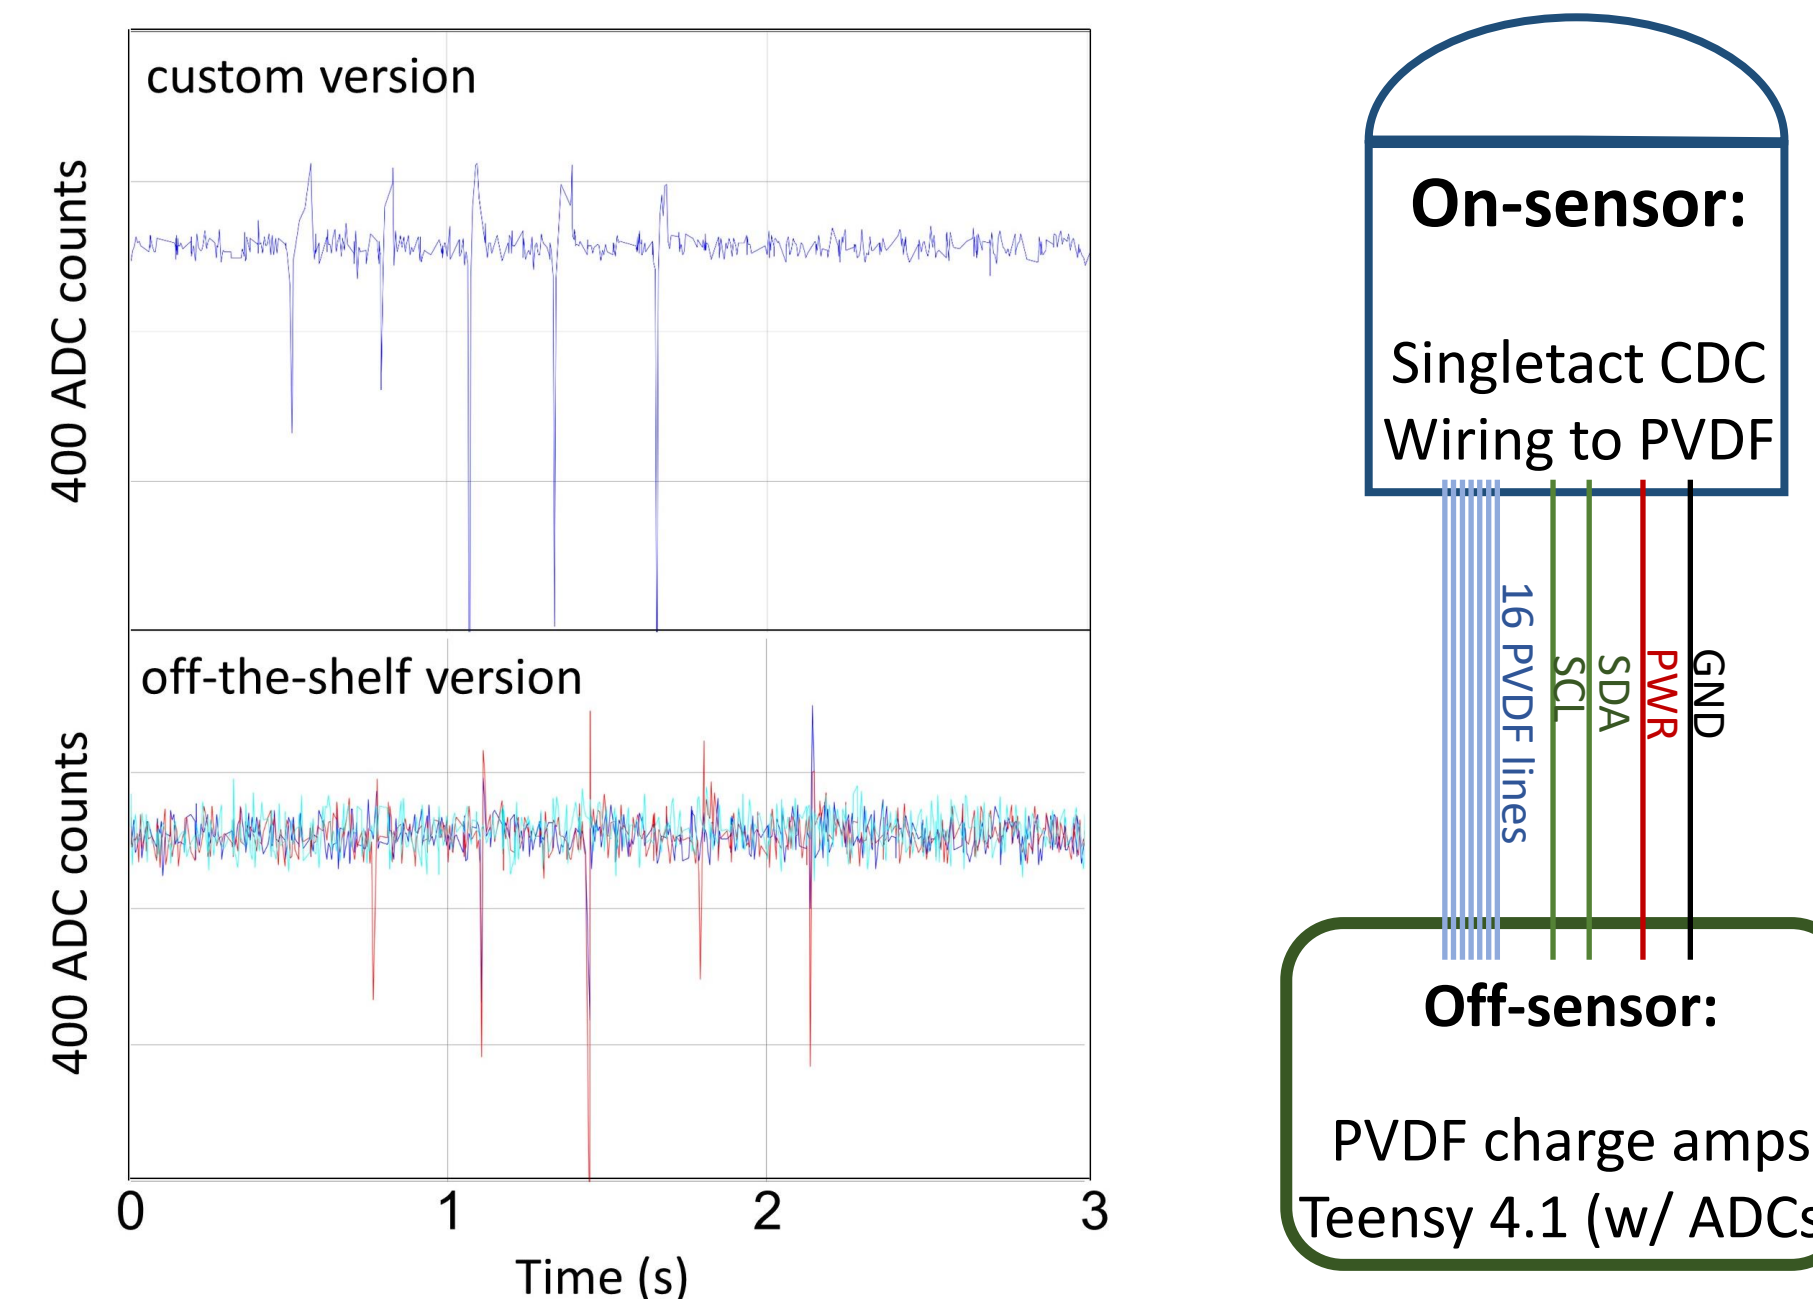 custom version
400 ADC counts
off-the-shelf version
400 ADC counts
0 1 2 3
Time (s)
On-sensor:
Singletact CDC
Wiring to PVDF
16 PVDF lines
SCL
SDA
PWR
GND
Off-sensor:
PVDF charge amps
Teensy 4.1 (w/ ADCs